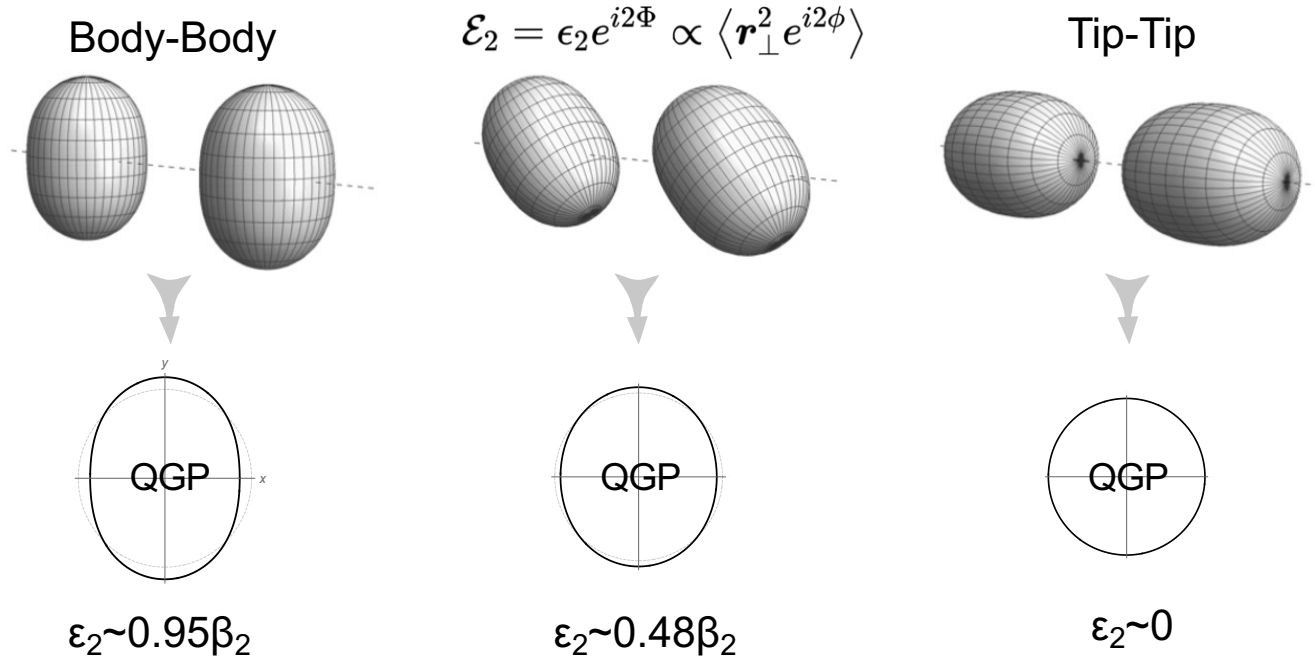 Body-Body
𝓔₂ = ϵ₂e^{i2Φ} ∝ ⟨𝒓²_⊥ e^{i2ϕ}⟩
Tip-Tip
y
x
QGP
QGP
QGP
ε₂~0.95β₂
ε₂~0.48β₂
ε₂~0